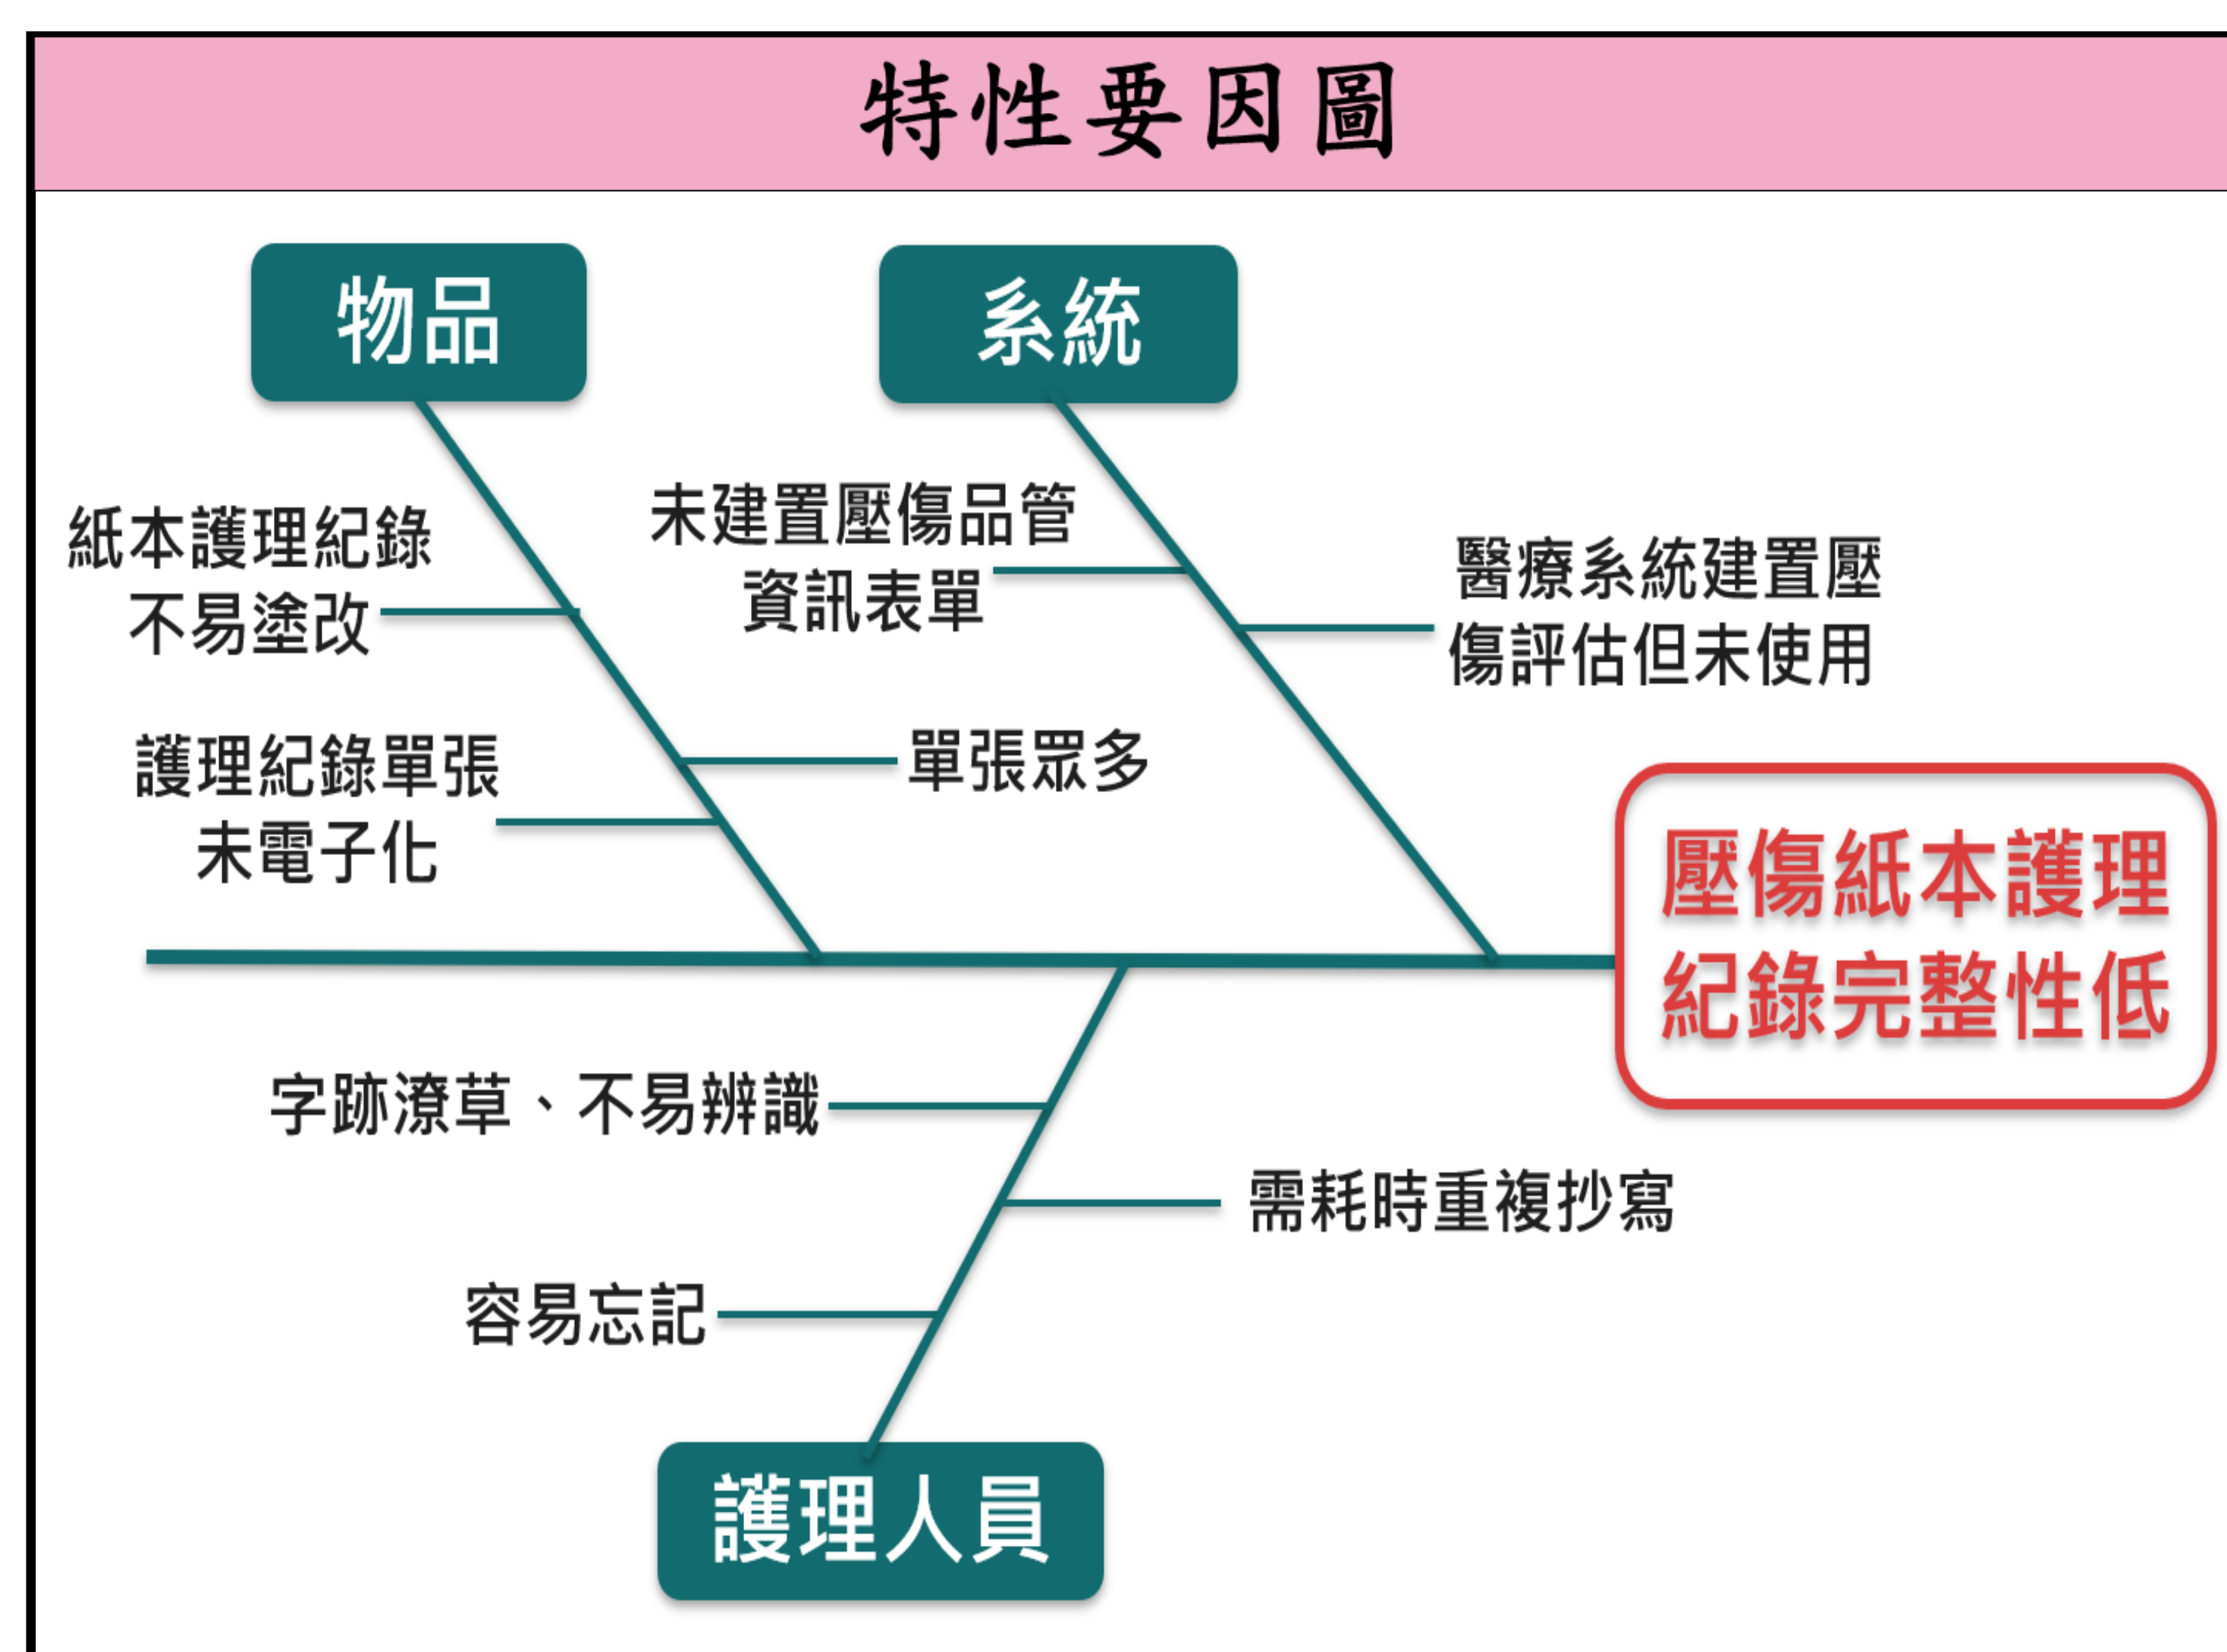 特性要因圖
物品
系統
紙本護理紀錄
不易塗改
未建置壓傷品管
資訊表單
醫療系統建置壓
傷評估但未使用
護理紀錄單張
未電子化
單張眾多
壓傷紙本護理
紀錄完整性低
字跡潦草、不易辨識
需耗時重複抄寫
容易忘記
護理人員